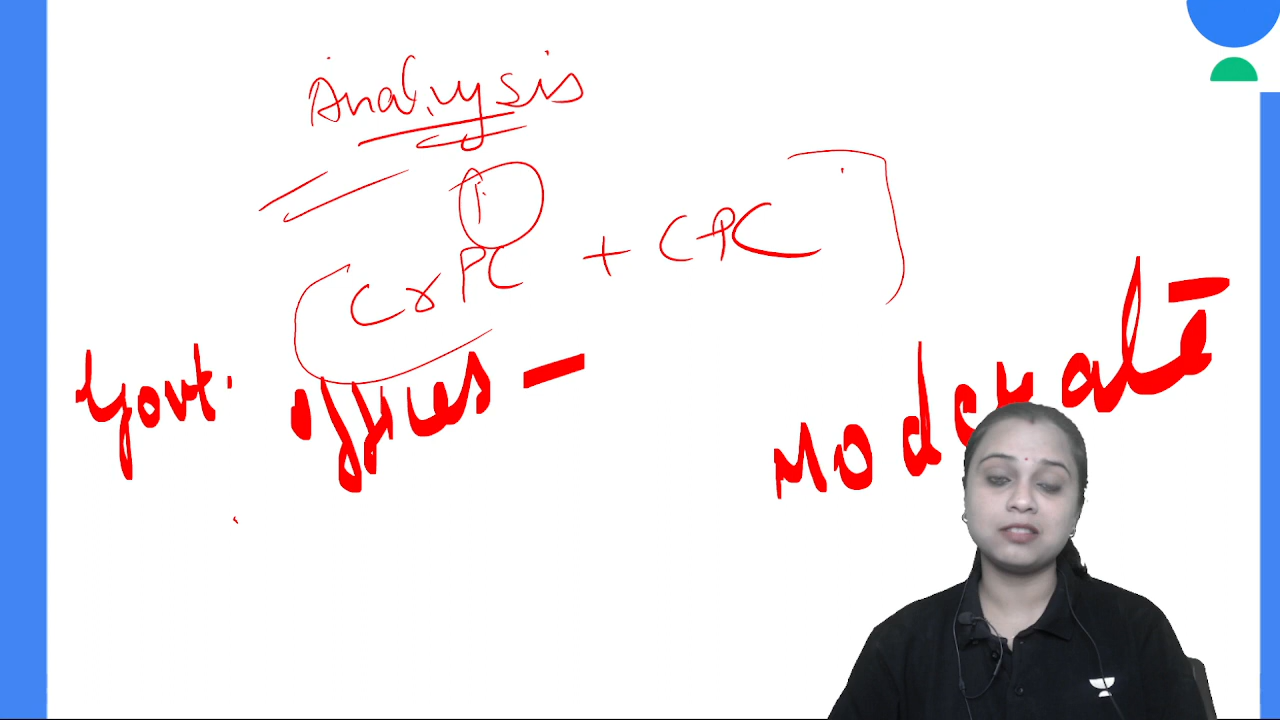 Analysis
CrPC + CPC
Govt. offices - Moderate